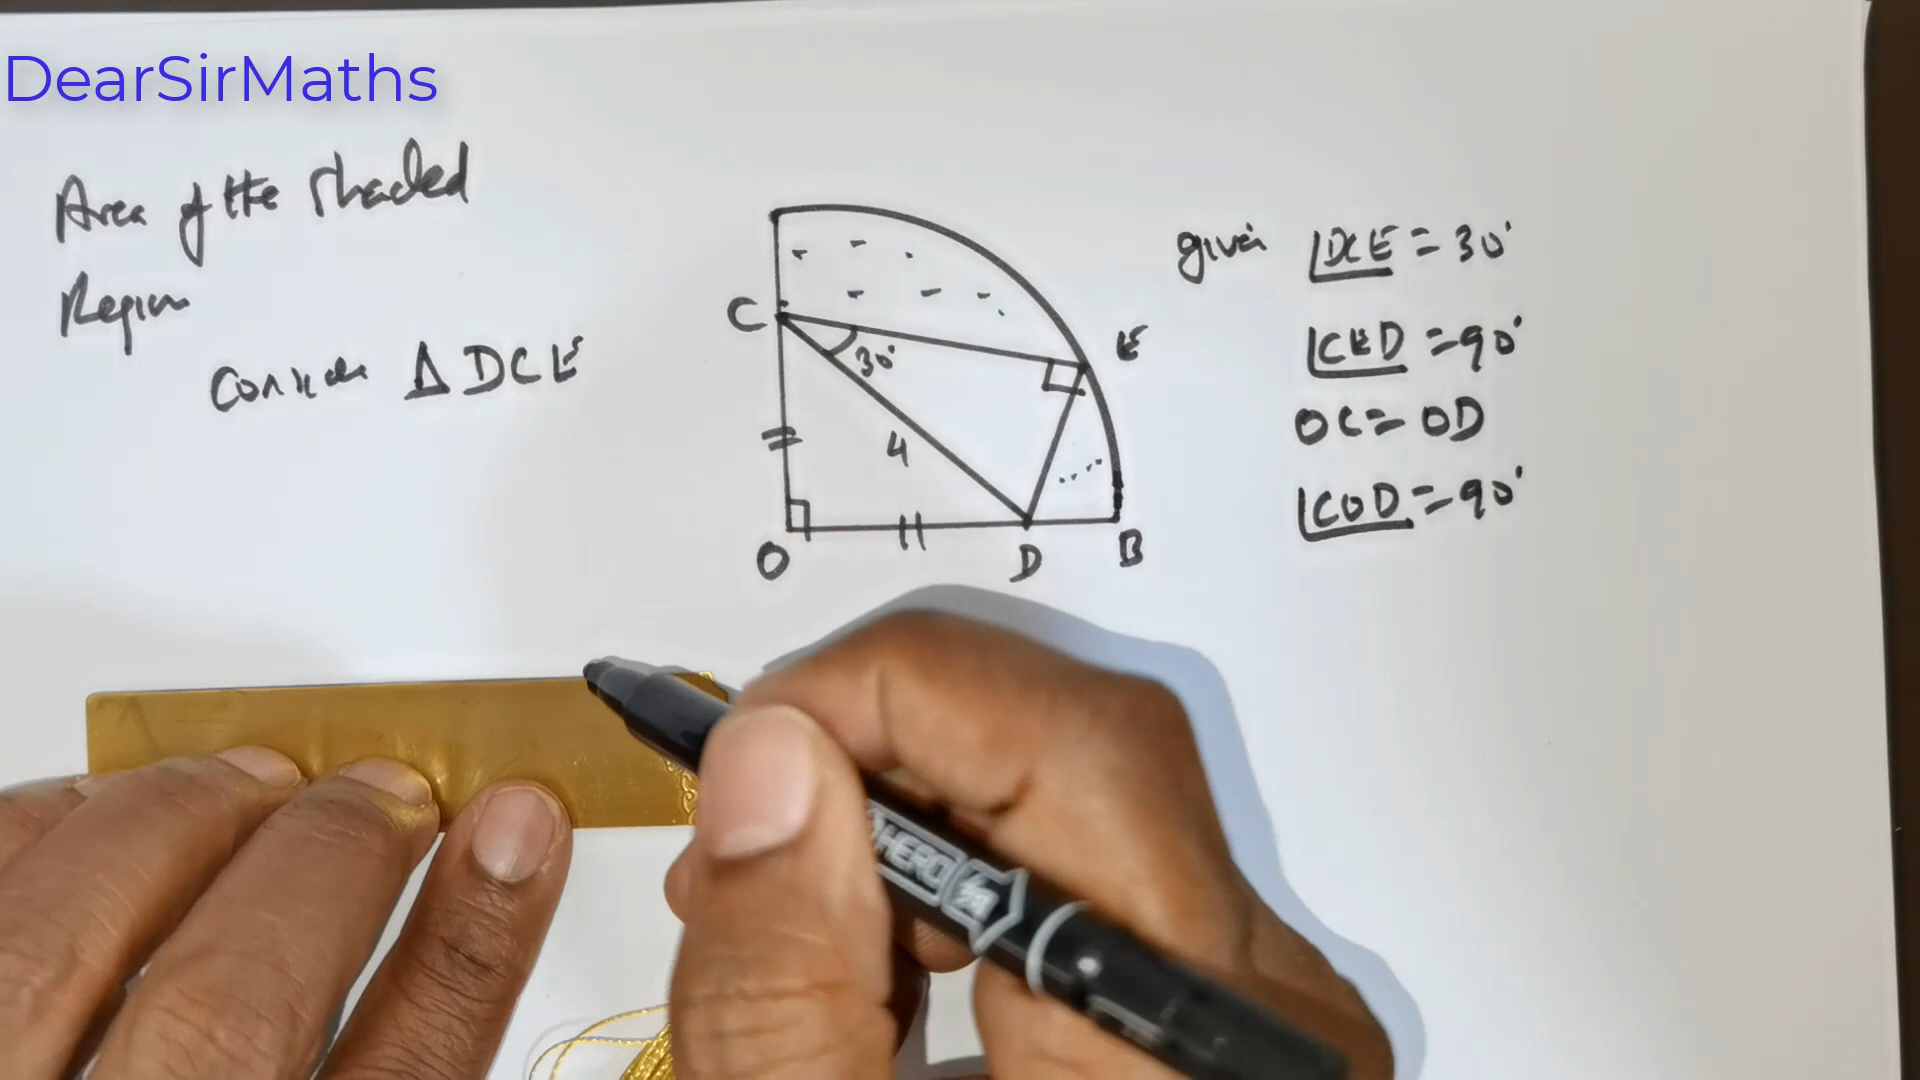 DearSirMaths
Area of the shaded
Region
Consider Δ DCE
C
30°
E
4
O
D
B
given ∠DCE = 30°
∠CED = 90°
OC = OD
∠COD = 90°
HERO